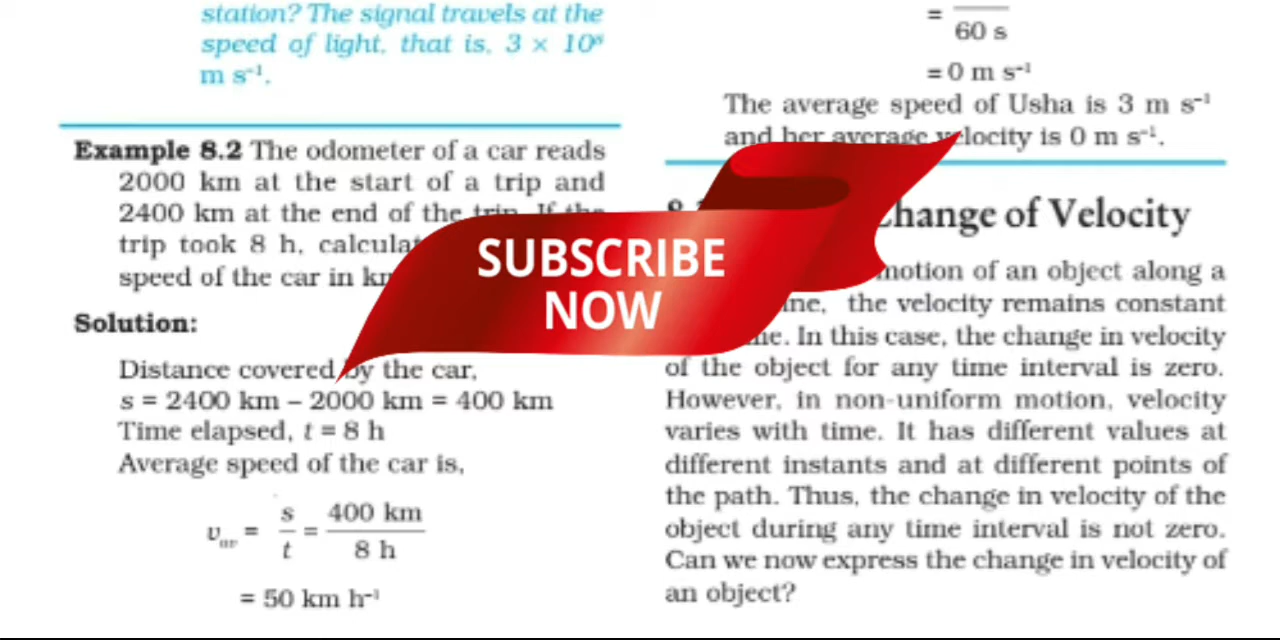 station? The signal travels at the
speed of light, that is, 3 × 10⁸
m s⁻¹.
Example 8.2 The odometer of a car reads
2000 km at the start of a trip and
2400 km at the end of the trip. If the
trip took 8 h, calculat
speed of the car in km
Solution:
Distance covered by the car,
s = 2400 km – 2000 km = 400 km
Time elapsed, t = 8 h
Average speed of the car is,
v_av = s/t = 400 km/8 h
= 50 km h⁻¹
=
60 s
= 0 m s⁻¹
The average speed of Usha is 3 m s⁻¹
and her average velocity is 0 m s⁻¹.
Change of Velocity
motion of an object along a
the velocity remains constant
In this case, the change in velocity
of the object for any time interval is zero.
However, in non-uniform motion, velocity
varies with time. It has different values at
different instants and at different points of
the path. Thus, the change in velocity of the
object during any time interval is not zero.
Can we now express the change in velocity of
an object?
SUBSCRIBE
NOW